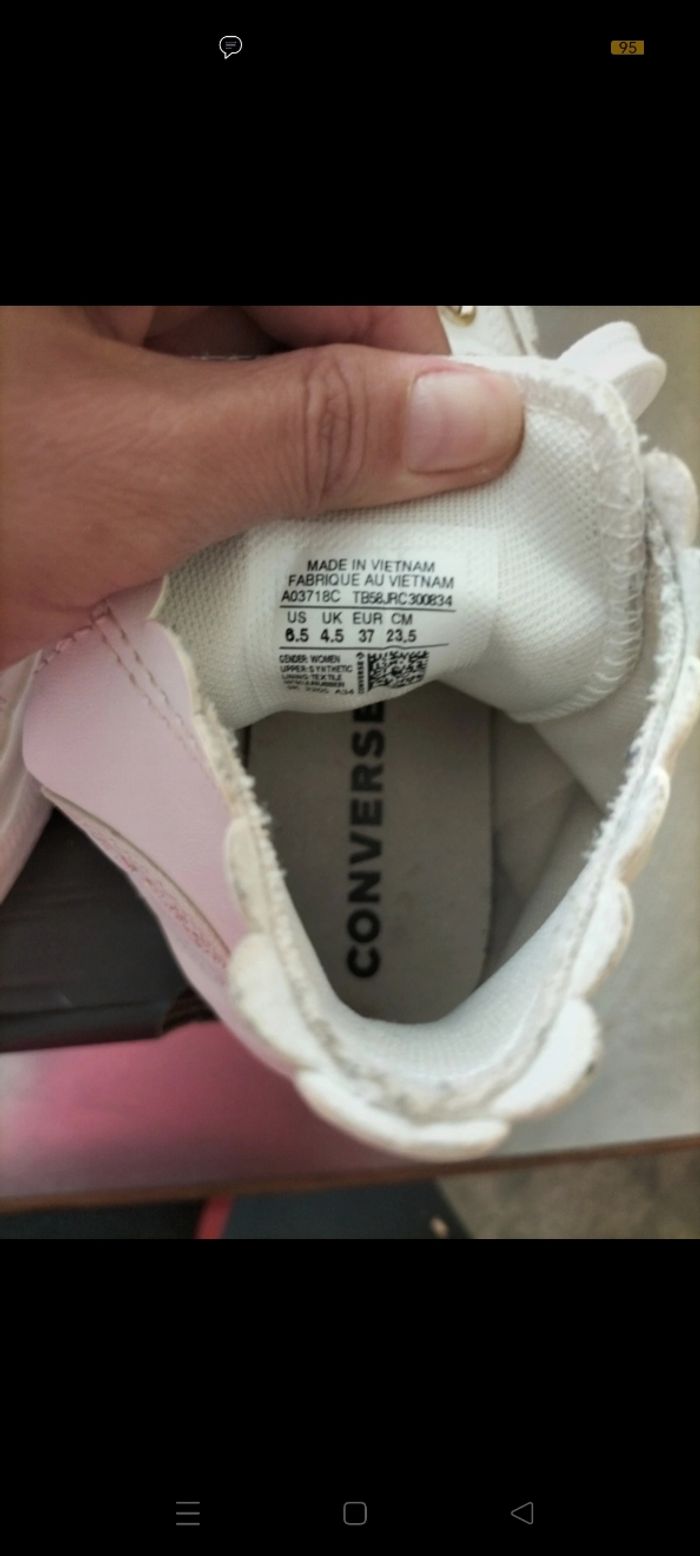 95
MADE IN VIETNAM
FABRIQUE AU VIETNAM
A03718C TB58JRC300834
US UK EUR CM
6.5 4.5 37 23.5
GENDER: WOMEN
UPPER: SYNTHETIC
LINING: TEXTILE
CONVERSE
CONVERSE